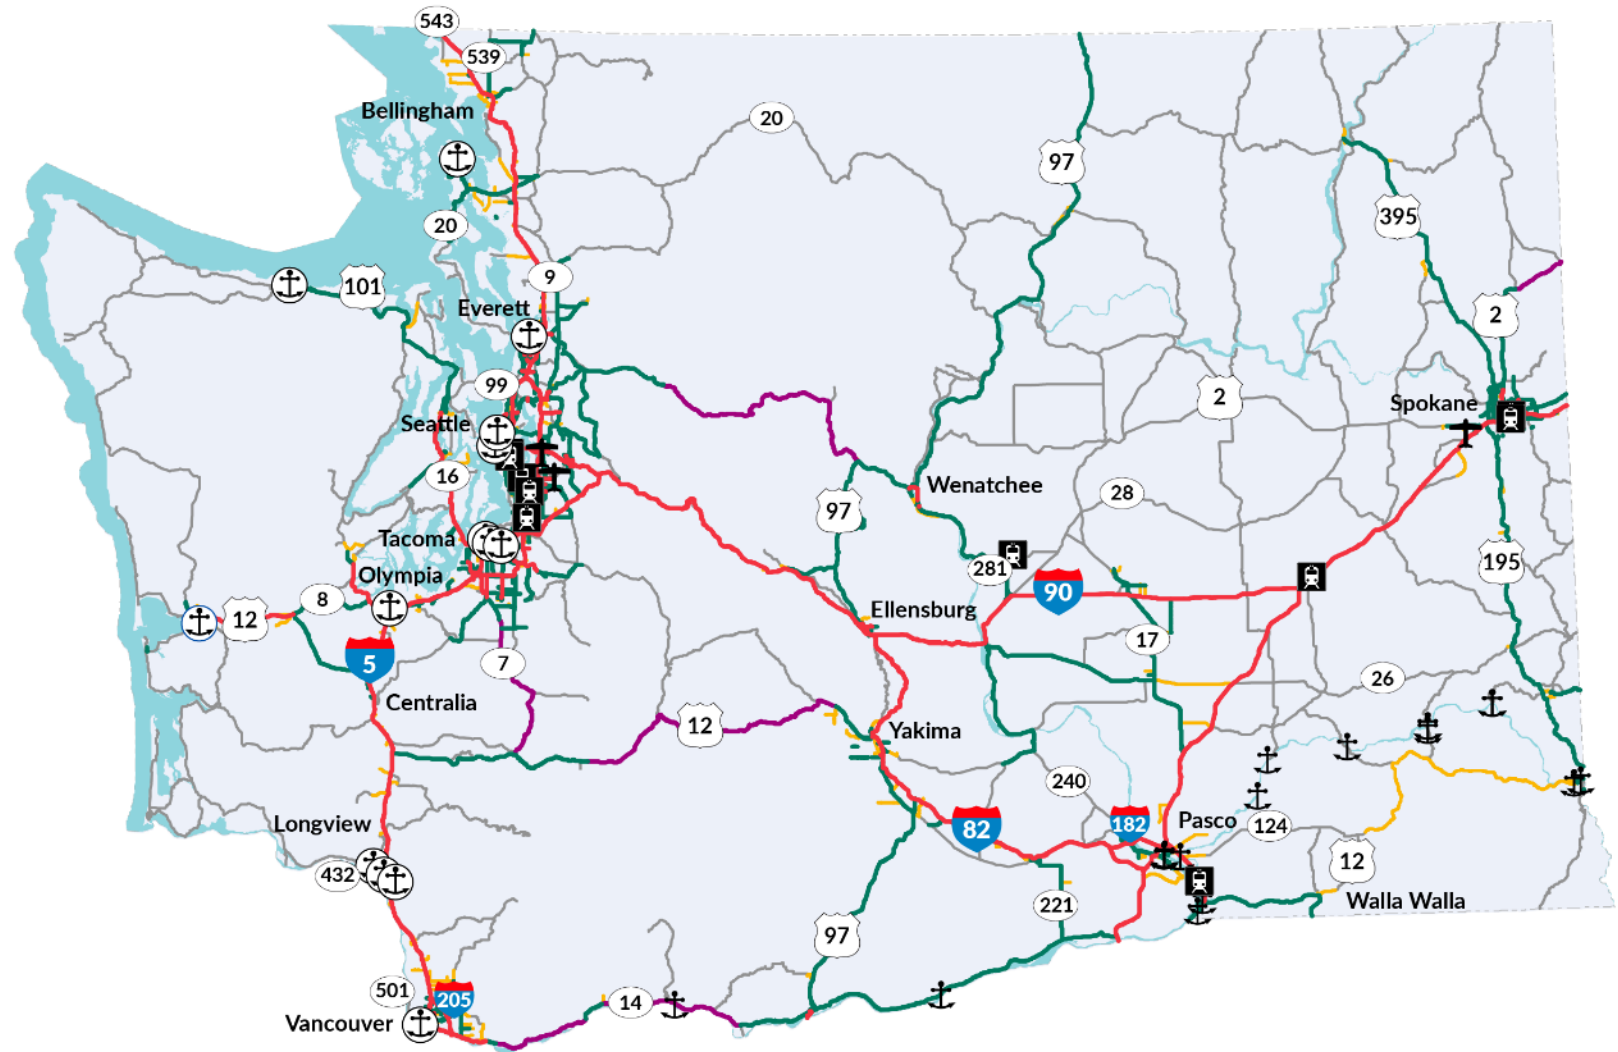 543
539
Bellingham
20
97
20
395
9
101
Everett
2
99
2
Spokane
Seattle
16
Wenatchee
28
97
Tacoma
195
281
Olympia
90
8
Ellensburg
12
17
5
7
26
Centralia
12
Yakima
240
Longview
82
182
Pasco
124
12
432
Walla Walla
221
97
501
205
14
Vancouver